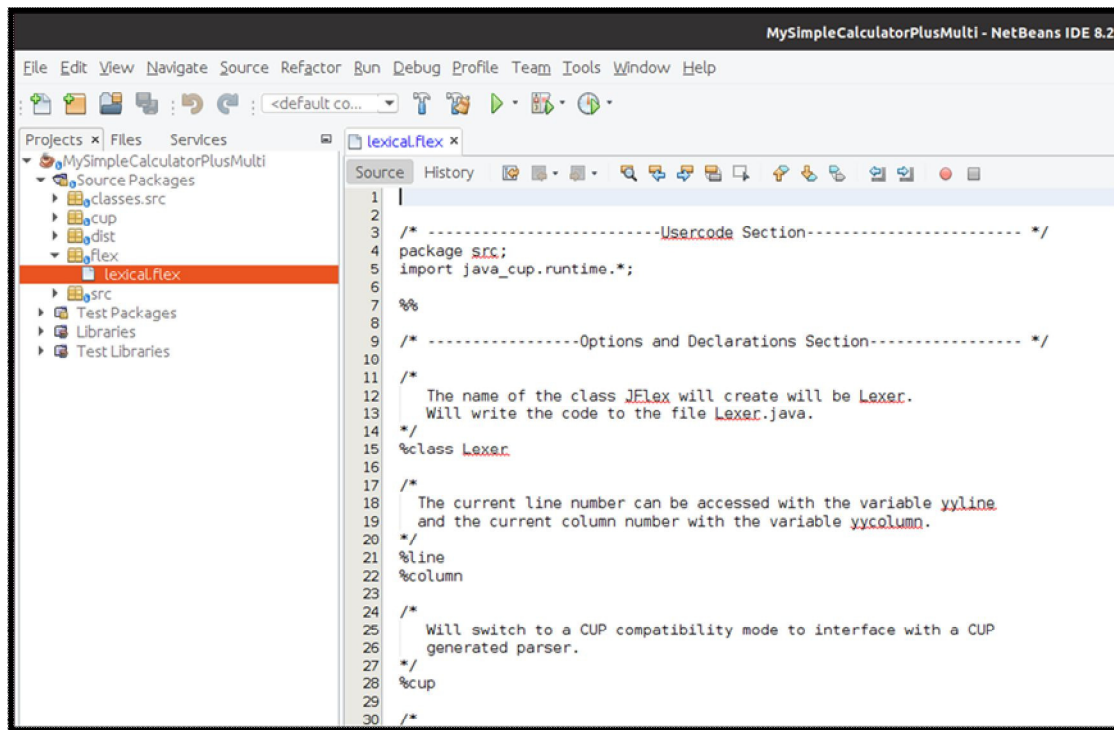 MySimpleCalculatorPlusMulti - NetBeans IDE 8.2
File Edit View Navigate Source Refactor Run Debug Profile Team Tools Window Help
<default co...
Projects × Files Services
lexical.flex ×
MySimpleCalculatorPlusMulti
Source Packages
classes.src
cup
dist
flex
lexical.flex
src
Test Packages
Libraries
Test Libraries
Source History
1
2
3 /* --------------------------Usercode Section------------------------ */
4 package src;
5 import java_cup.runtime.*;
6
7 %%
8
9 /* -----------------Options and Declarations Section----------------- */
10
11 /*
12 The name of the class JFlex will create will be Lexer.
13 Will write the code to the file Lexer.java.
14 */
15 %class Lexer
16
17 /*
18 The current line number can be accessed with the variable yyline
19 and the current column number with the variable yycolumn.
20 */
21 %line
22 %column
23
24 /*
25 Will switch to a CUP compatibility mode to interface with a CUP
26 generated parser.
27 */
28 %cup
29
30 /*